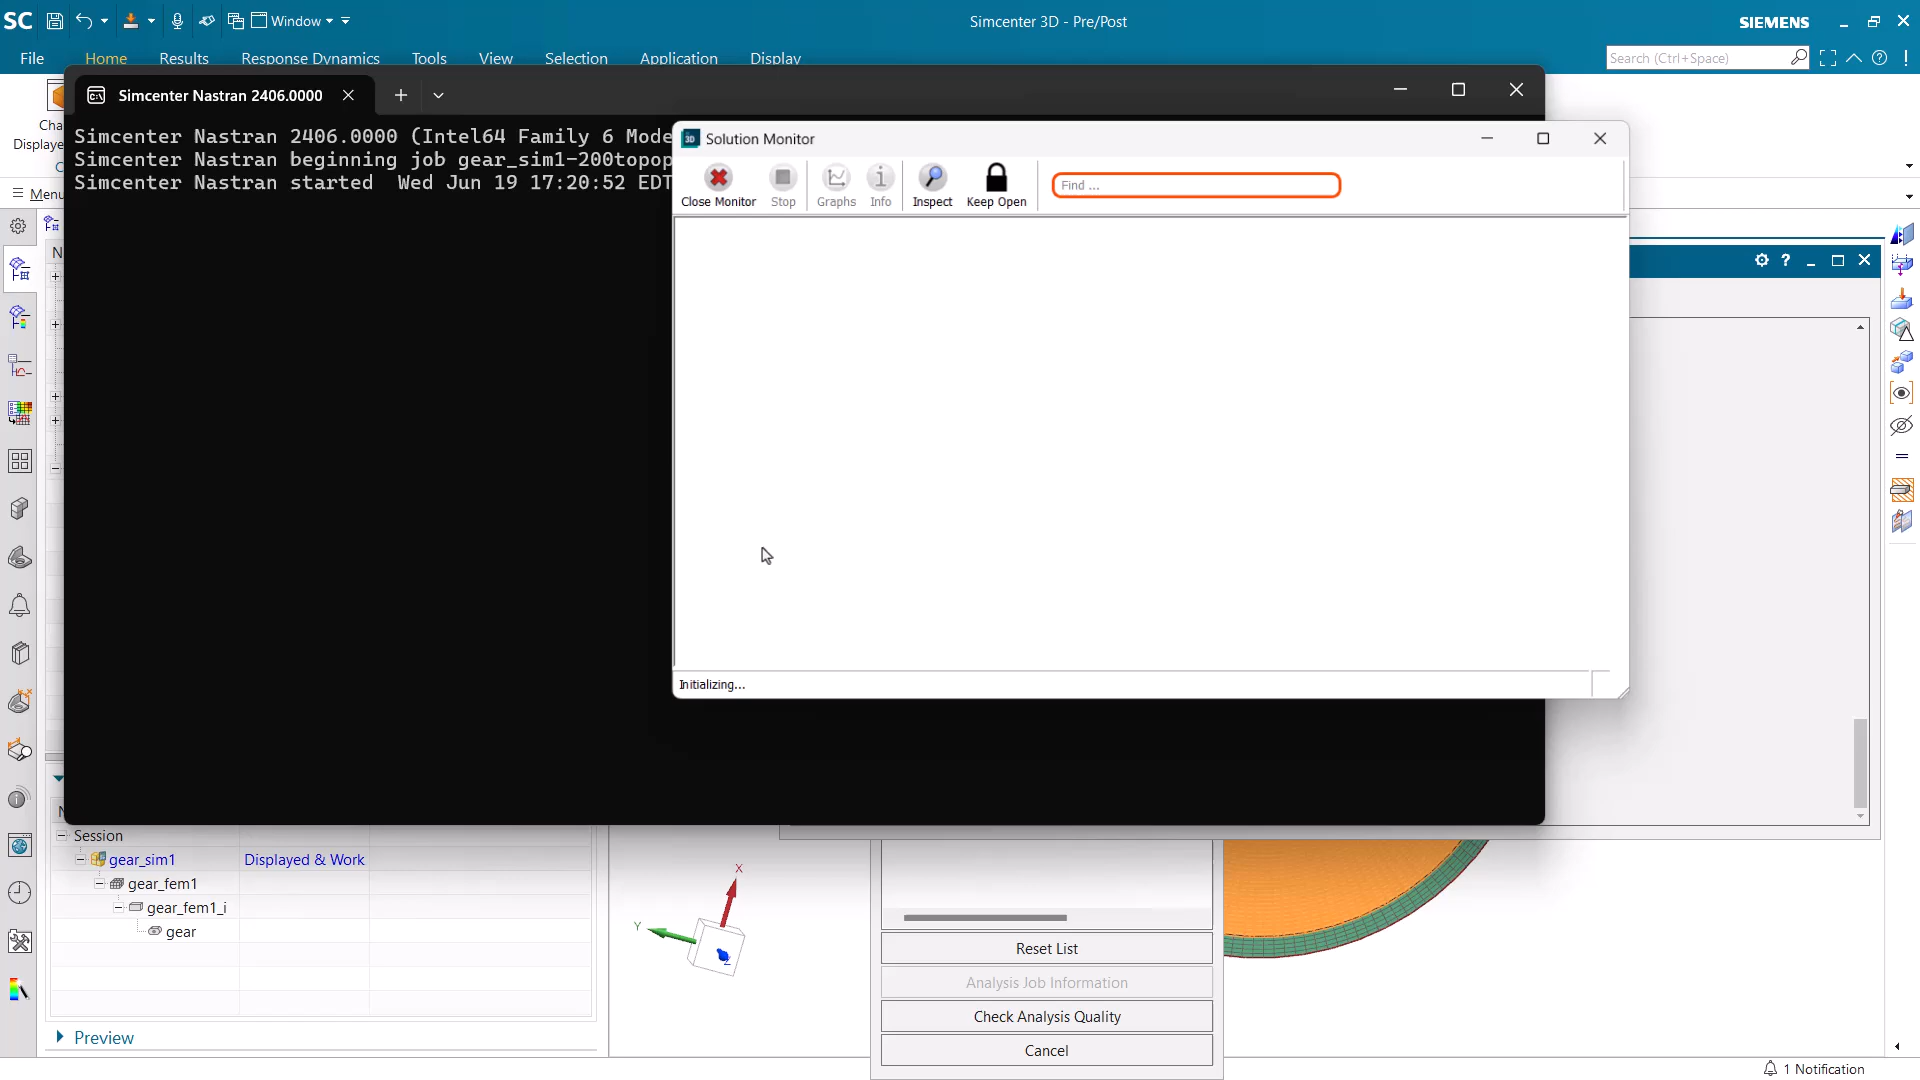 SC Window Simcenter 3D - Pre/Post SIEMENS
File Home Results Response Dynamics Tools View Selection Application Display Search (Ctrl+Space)
Simcenter Nastran 2406.0000
Cha
Displaye
C
Menu
Simcenter Nastran 2406.0000 (Intel64 Family 6 Mode
Simcenter Nastran beginning job gear_sim1-200topop
Simcenter Nastran started Wed Jun 19 17:20:52 EDT
3D Solution Monitor
Close Monitor Stop Graphs Info Inspect Keep Open Find ...
Initializing...
N
N
Session
gear_sim1 Displayed & Work
gear_fem1
gear_fem1_i
gear
Preview
X
Y
Z
Reset List
Analysis Job Information
Check Analysis Quality
Cancel
1 Notification